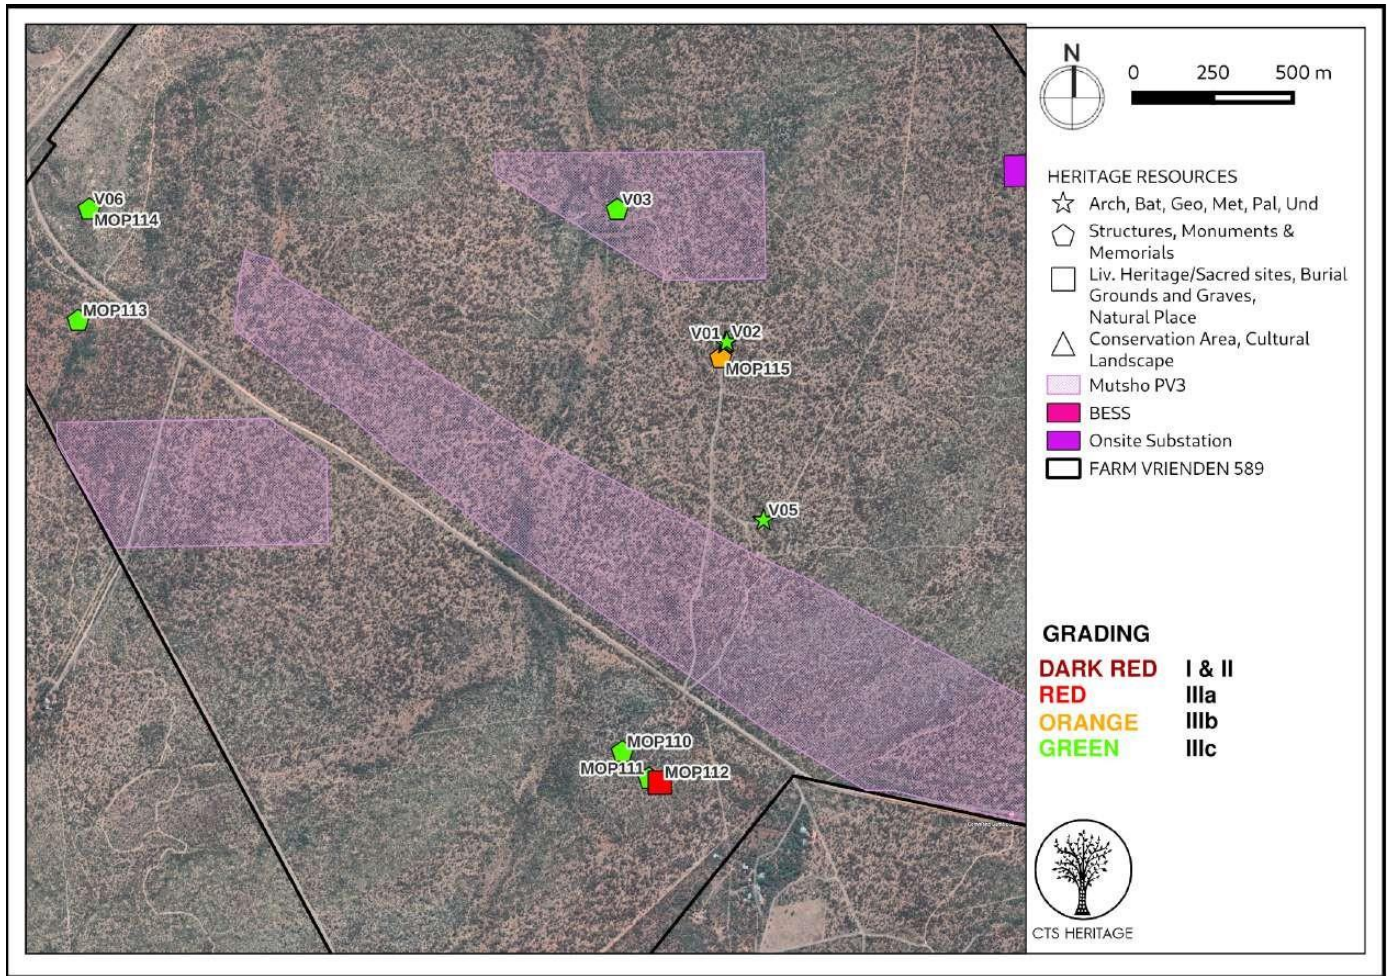 V06
MOP114
V03
MOP113
V01 V02
MOP115
V05
MOP110
MOP111 MOP112
N
0 250 500 m
HERITAGE RESOURCES
Arch, Bat, Geo, Met, Pal, Und
Structures, Monuments &
Memorials
Liv. Heritage/Sacred sites, Burial
Grounds and Graves,
Natural Place
Conservation Area, Cultural
Landscape
Mutsho PV3
BESS
Onsite Substation
FARM VRIENDEN 589
GRADING
DARK RED I & II
RED IIIa
ORANGE IIIb
GREEN IIIc
CTS HERITAGE